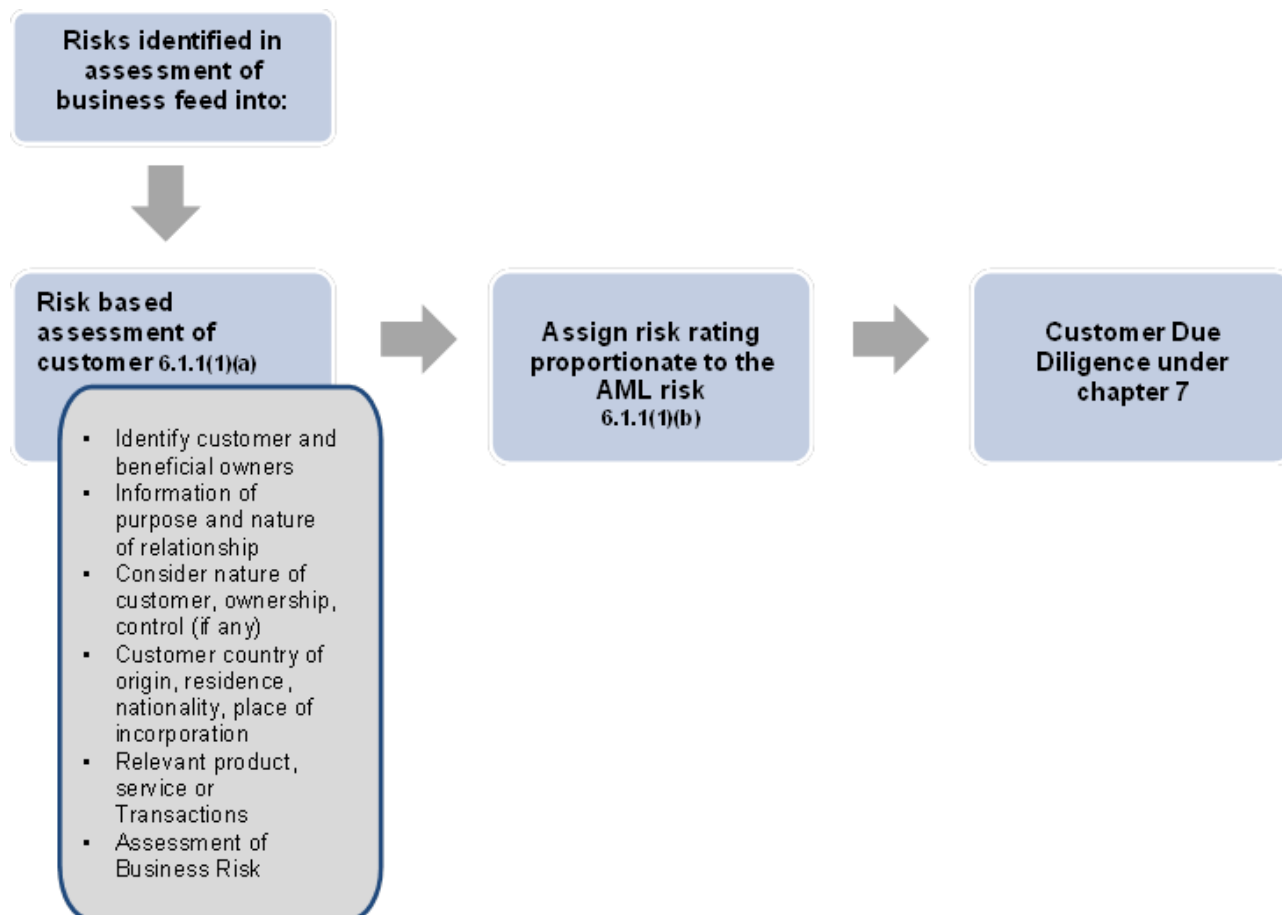 Risks identified in
assessment of
business feed into:
Risk based
assessment of
customer 6.1.1(1)(a)
▪ Identify customer and
beneficial owners
▪ Information of
purpose and nature
of relationship
▪ Consider nature of
customer, ownership,
control (if any)
▪ Customer country of
origin, residence,
nationality, place of
incorporation
▪ Relevant product,
service or
Transactions
▪ Assessment of
Business Risk
Assign risk rating
proportionate to the
AML risk
6.1.1(1)(b)
Customer Due
Diligence under
chapter 7